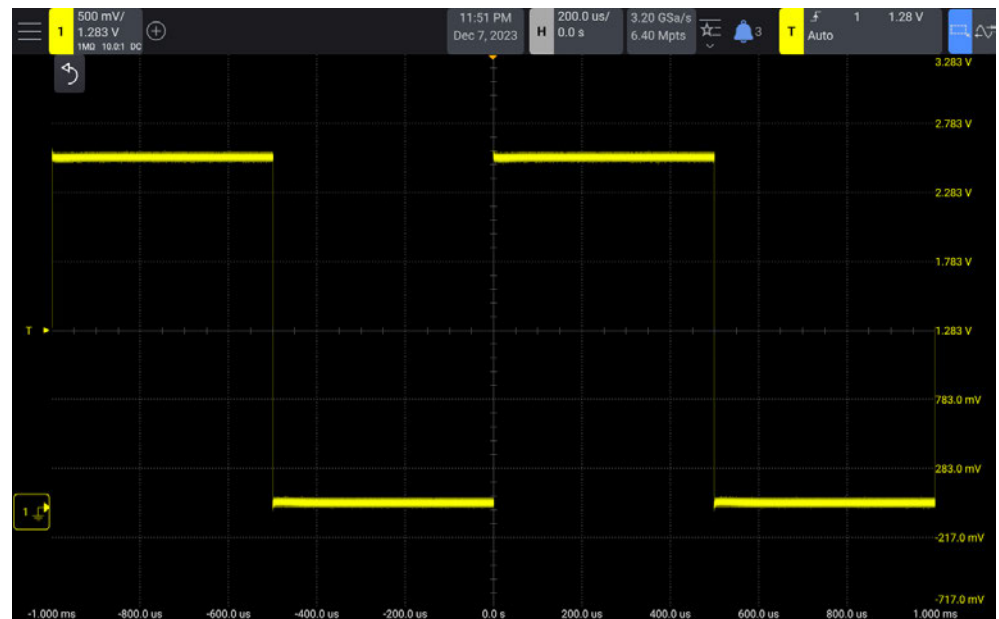 1 500 mV/ 1.283 V 1MΩ 10.0:1 DC
11:51 PM
Dec 7, 2023
H 200.0 us/ 0.0 s
3.20 GSa/s
6.40 Mpts
3
T 1 1.28 V
Auto
3.283 V
2.783 V
2.283 V
1.783 V
T 1.283 V
783.0 mV
283.0 mV
1
-217.0 mV
-717.0 mV
-1.000 ms -800.0 us -600.0 us -400.0 us -200.0 us 0.0 s 200.0 us 400.0 us 600.0 us 800.0 us 1.000 ms